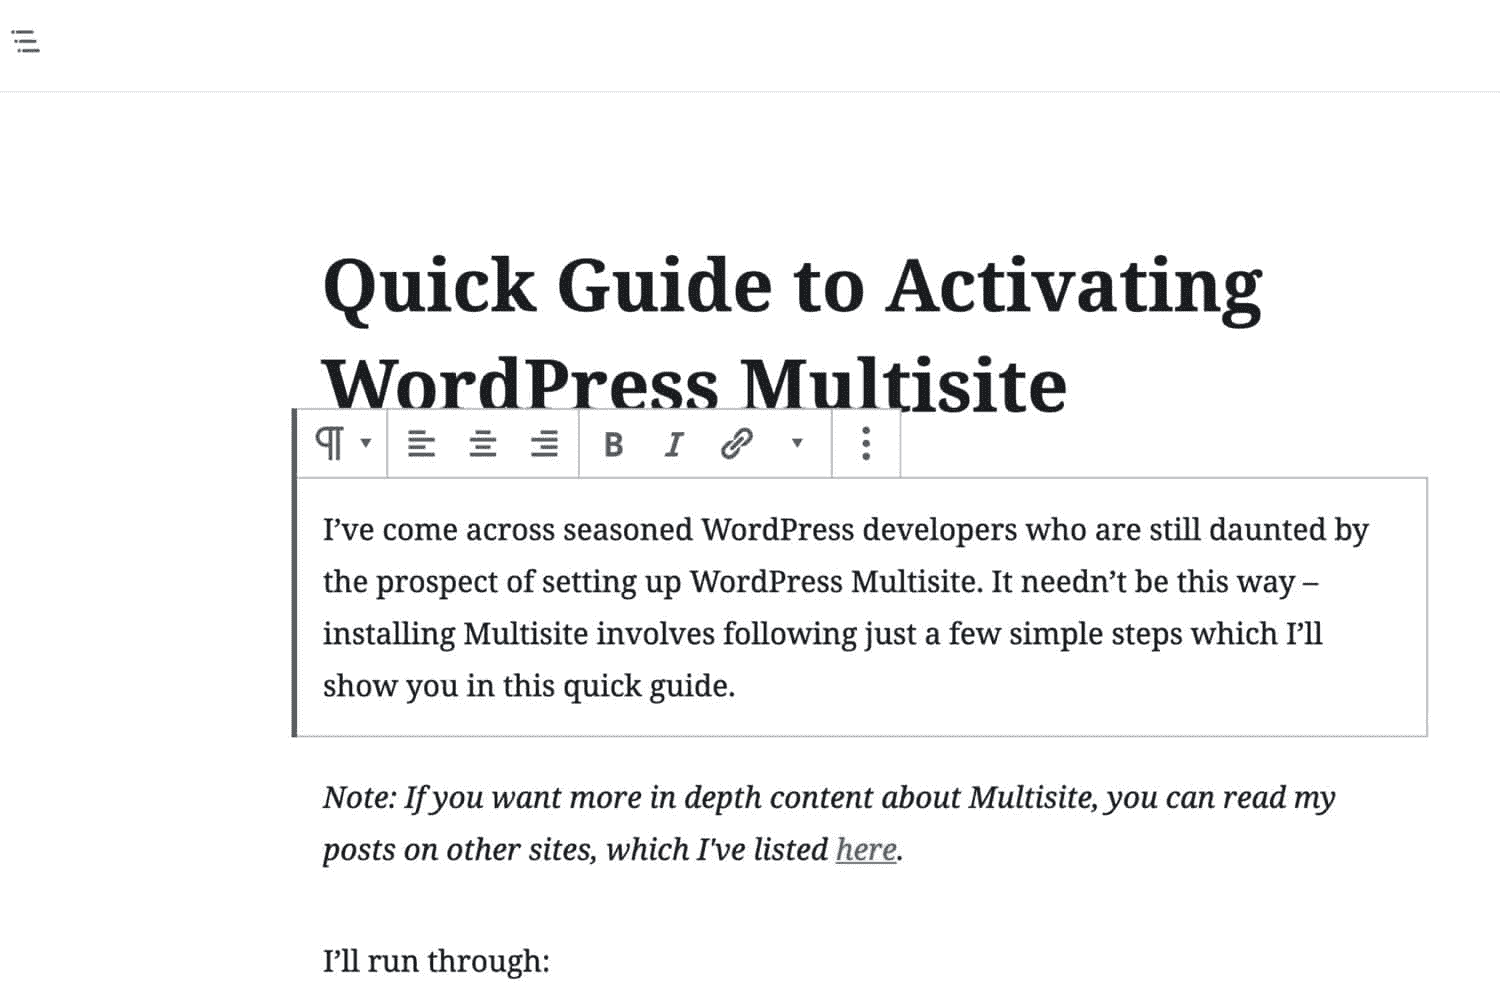 Quick Guide to Activating
WordPress Multisite
B I
I’ve come across seasoned WordPress developers who are still daunted by
the prospect of setting up WordPress Multisite. It needn’t be this way –
installing Multisite involves following just a few simple steps which I’ll
show you in this quick guide.
Note: If you want more in depth content about Multisite, you can read my
posts on other sites, which I've listed here.
I’ll run through: